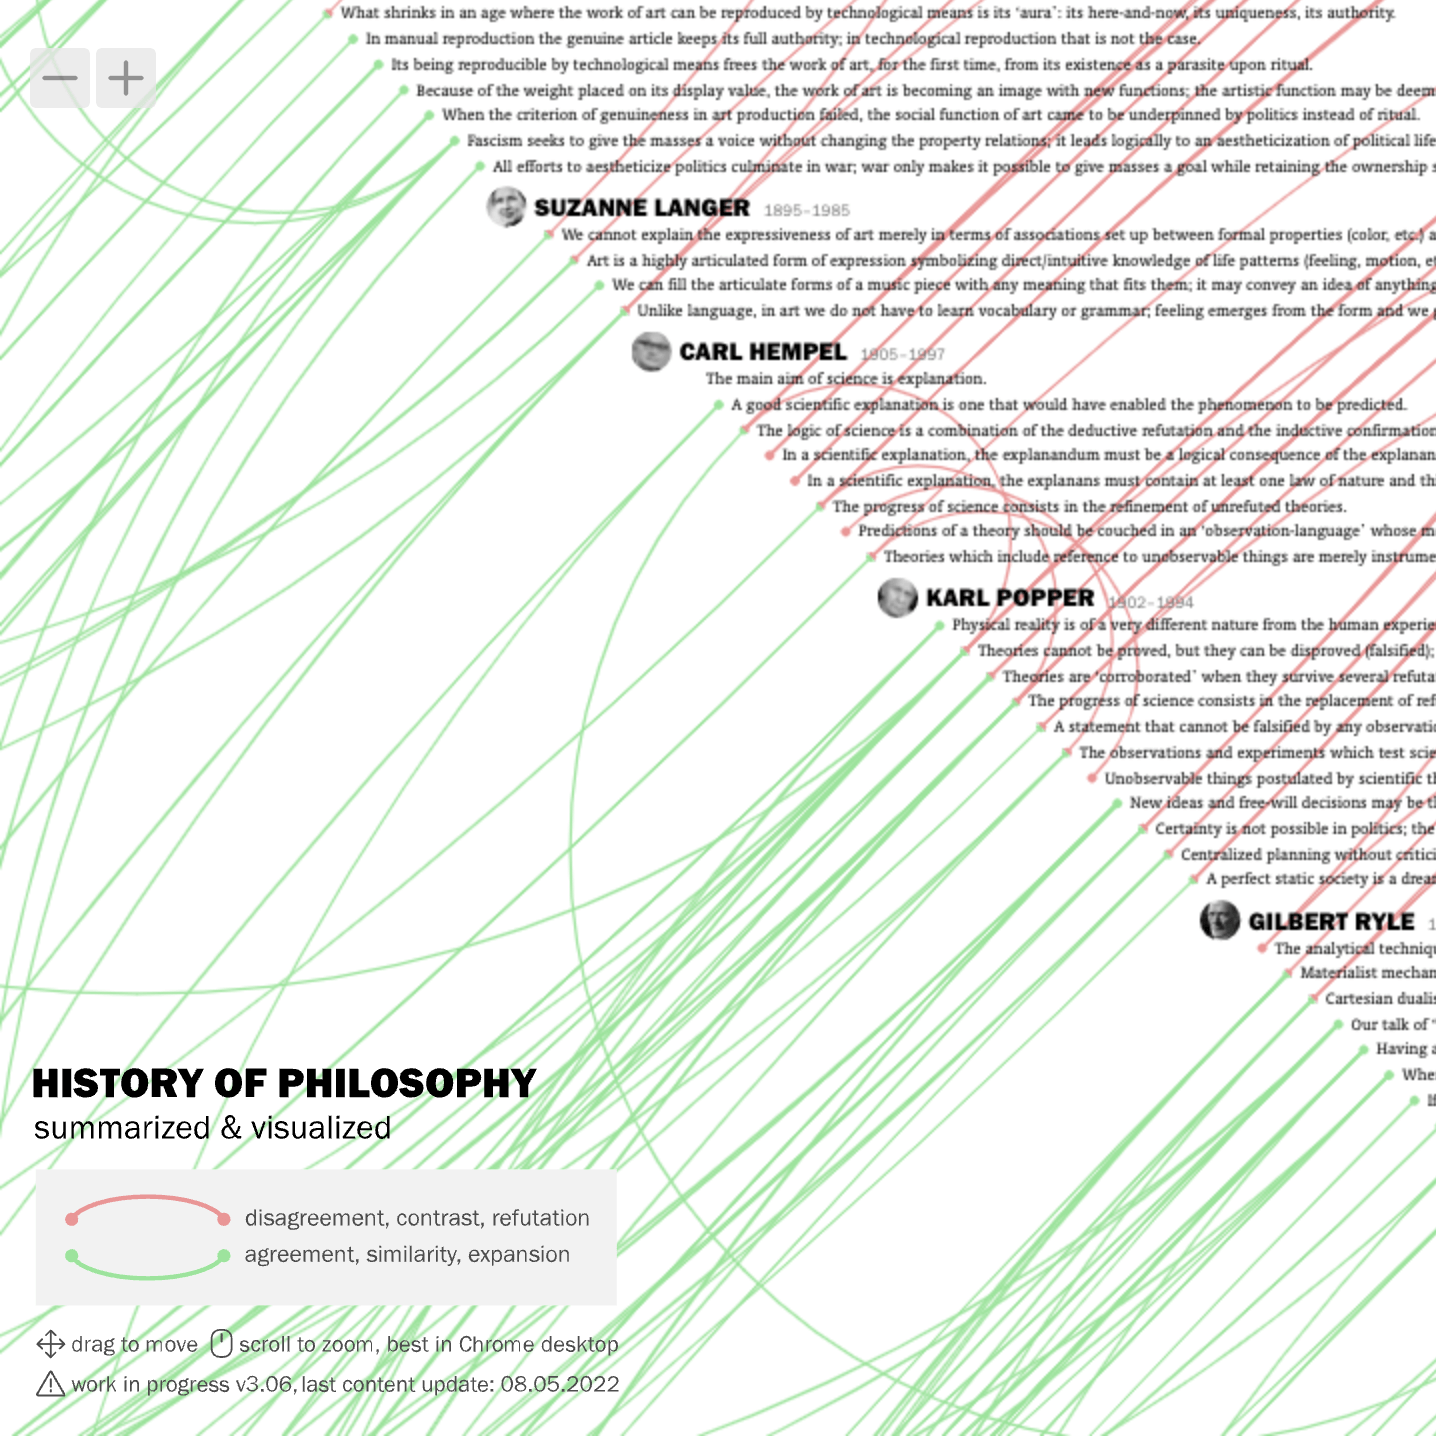 What shrinks in an age where the work of art can be reproduced by technological means is its ‘aura’: its here-and-now, its uniqueness, its authority.
In manual reproduction the genuine article keeps its full authority; in technological reproduction that is not the case.
Its being reproducible by technological means frees the work of art, for the first time, from its existence as a parasite upon ritual.
Because of the weight placed on its display value, the work of art is becoming an image with new functions; the artistic function may be deem
When the criterion of genuineness in art production failed, the social function of art came to be underpinned by politics instead of ritual.
Fascism seeks to give the masses a voice without changing the property relations; it leads logically to an aestheticization of political life
All efforts to aestheticize politics culminate in war; war only makes it possible to give masses a goal while retaining the ownership s
SUZANNE LANGER 1895-1985
We cannot explain the expressiveness of art merely in terms of associations set up between formal properties (color, etc.) a
Art is a highly articulated form of expression symbolizing direct/intuitive knowledge of life patterns (feeling, motion, e
We can fill the articulate forms of a music piece with any meaning that fits them; it may convey an idea of anything
Unlike language, in art we do not have to learn vocabulary or grammar; feeling emerges from the form and we
CARL HEMPEL 1905-1997
The main aim of science is explanation.
A good scientific explanation is one that would have enabled the phenomenon to be predicted.
The logic of science is a combination of the deductive refutation and the inductive confirmation
In a scientific explanation, the explanandum must be a logical consequence of the explanan
In a scientific explanation, the explanans must contain at least one law of nature and thi
The progress of science consists in the refinement of unrefuted theories.
Predictions of a theory should be couched in an ‘observation-language’ whose m
Theories which include reference to unobservable things are merely instrume
KARL POPPER 1902-1994
Physical reality is of a very different nature from the human experie
Theories cannot be proved, but they can be disproved (falsified);
Theories are ‘corroborated’ when they survive several refuta
The progress of science consists in the replacement of ref
A statement that cannot be falsified by any observatio
The observations and experiments which test scie
Unobservable things postulated by scientific th
New ideas and free-will decisions may be t
Certainty is not possible in politics; the
Centralized planning without critici
A perfect static society is a drea
GILBERT RYLE 1
The analytical techniqu
Materialist mechan
Cartesian dualis
Our talk of "
Having a
Whe
If
HISTORY OF PHILOSOPHY
summarized & visualized
disagreement, contrast, refutation
agreement, similarity, expansion
drag to move scroll to zoom, best in Chrome desktop
work in progress v3.06, last content update: 08.05.2022